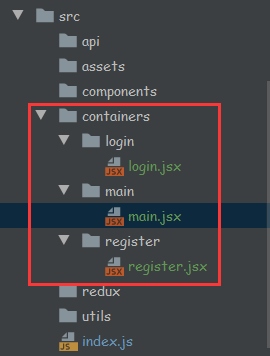 src
api
assets
components
containers
login
JSX login.jsx
main
JSX main.jsx
register
JSX register.jsx
redux
utils
JS index.js